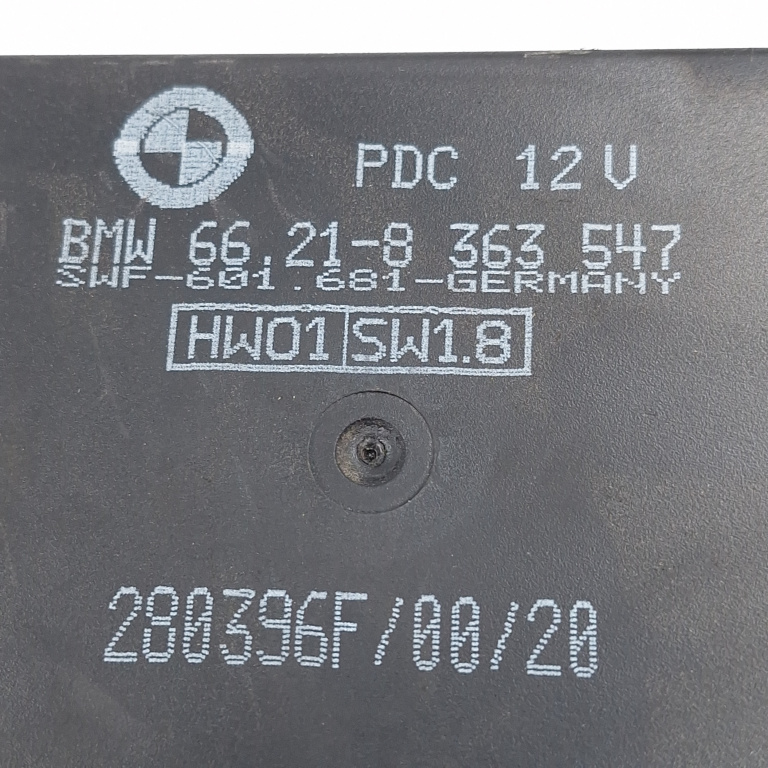 PDC 12V
BMW 66.21-8 363 547
SWF-601.681-GERMANY
HW01 SW1.8
280396F/00/20